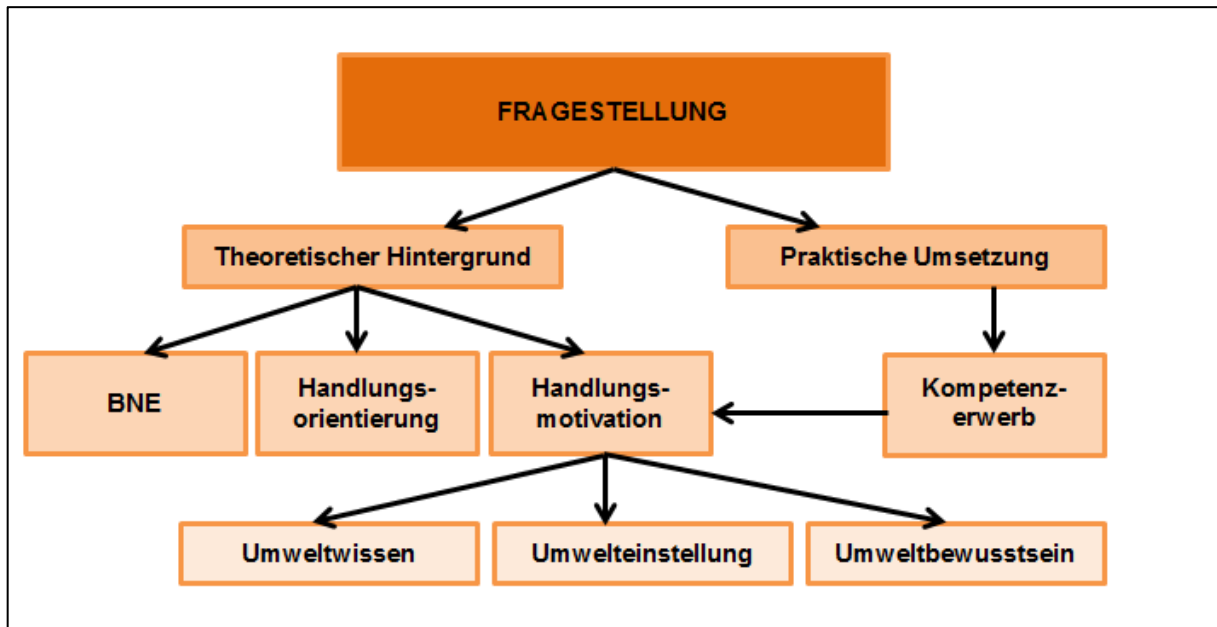 FRAGESTELLUNG
Theoretischer Hintergrund
Praktische Umsetzung
BNE
Handlungs-
orientierung
Handlungs-
motivation
Kompetenz-
erwerb
Umweltwissen
Umwelteinstellung
Umweltbewusstsein